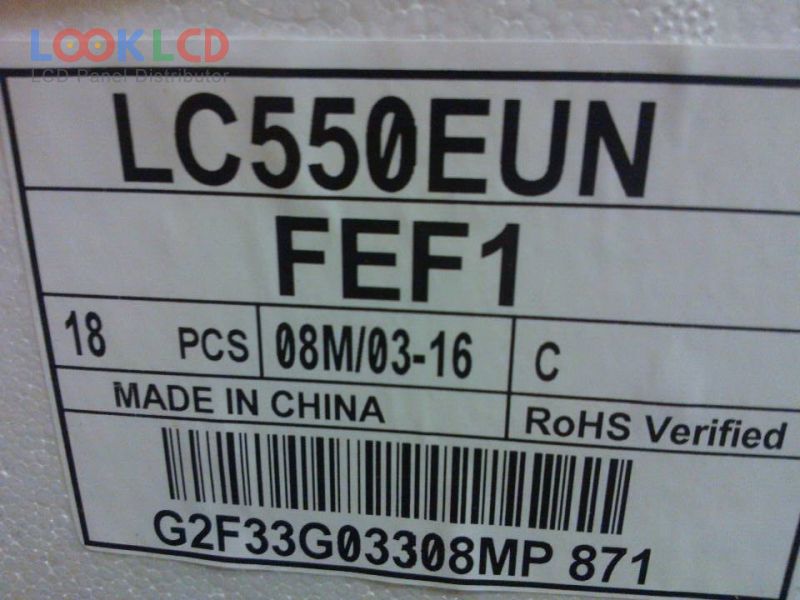 LOOKLCD
LCD Panel Distributor
LC550EUN
FEF1
18 PCS 08M/03-16 C
MADE IN CHINA RoHS Verified
G2F33G03308MP 871